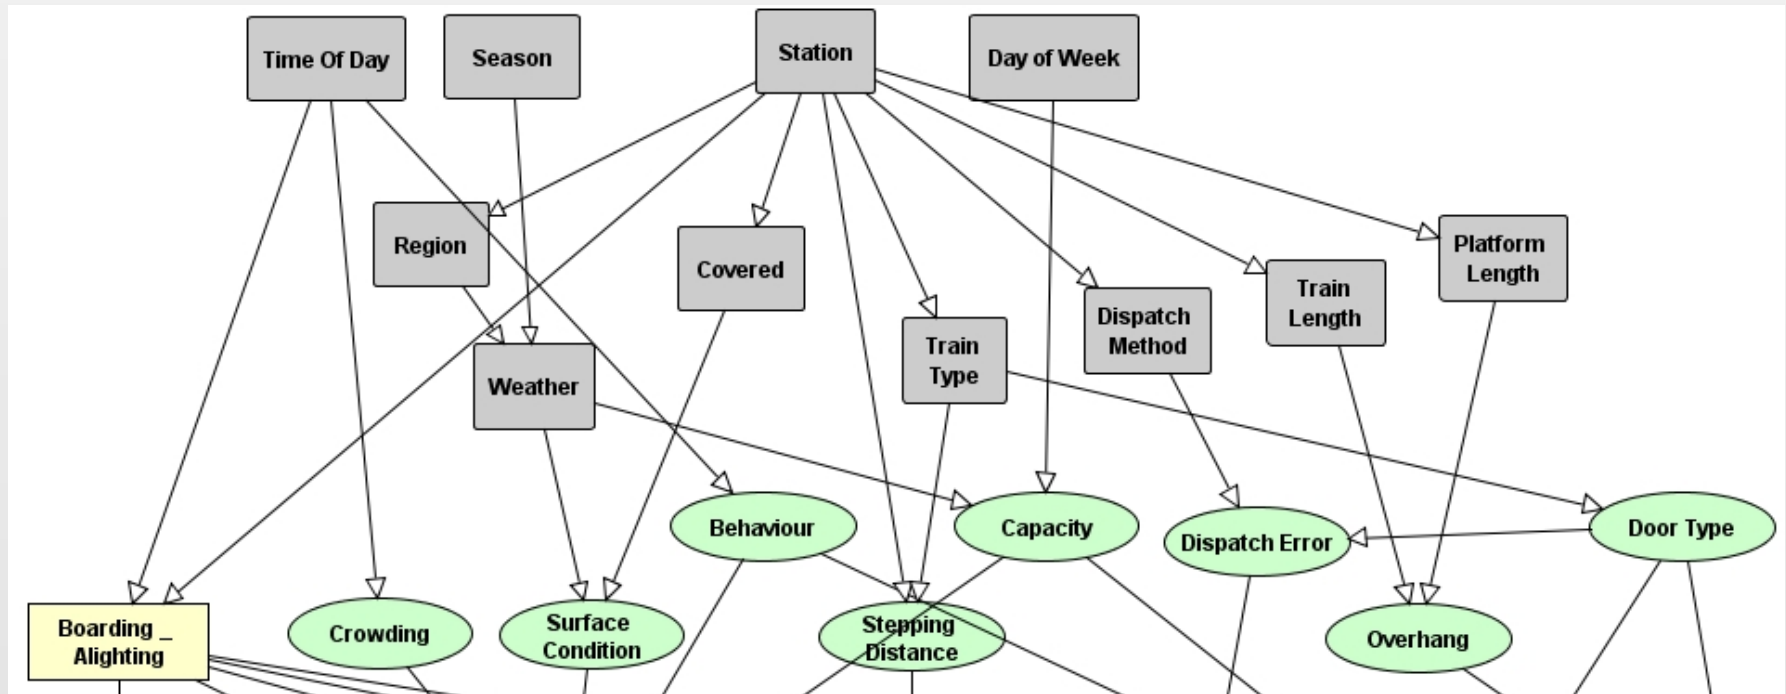 Time Of Day
Season
Station
Day of Week
Region
Covered
Platform
Length
Train
Length
Dispatch
Method
Train
Type
Weather
Behaviour
Capacity
Dispatch Error
Door Type
Boarding _
Alighting
Crowding
Surface
Condition
Stepping
Distance
Overhang